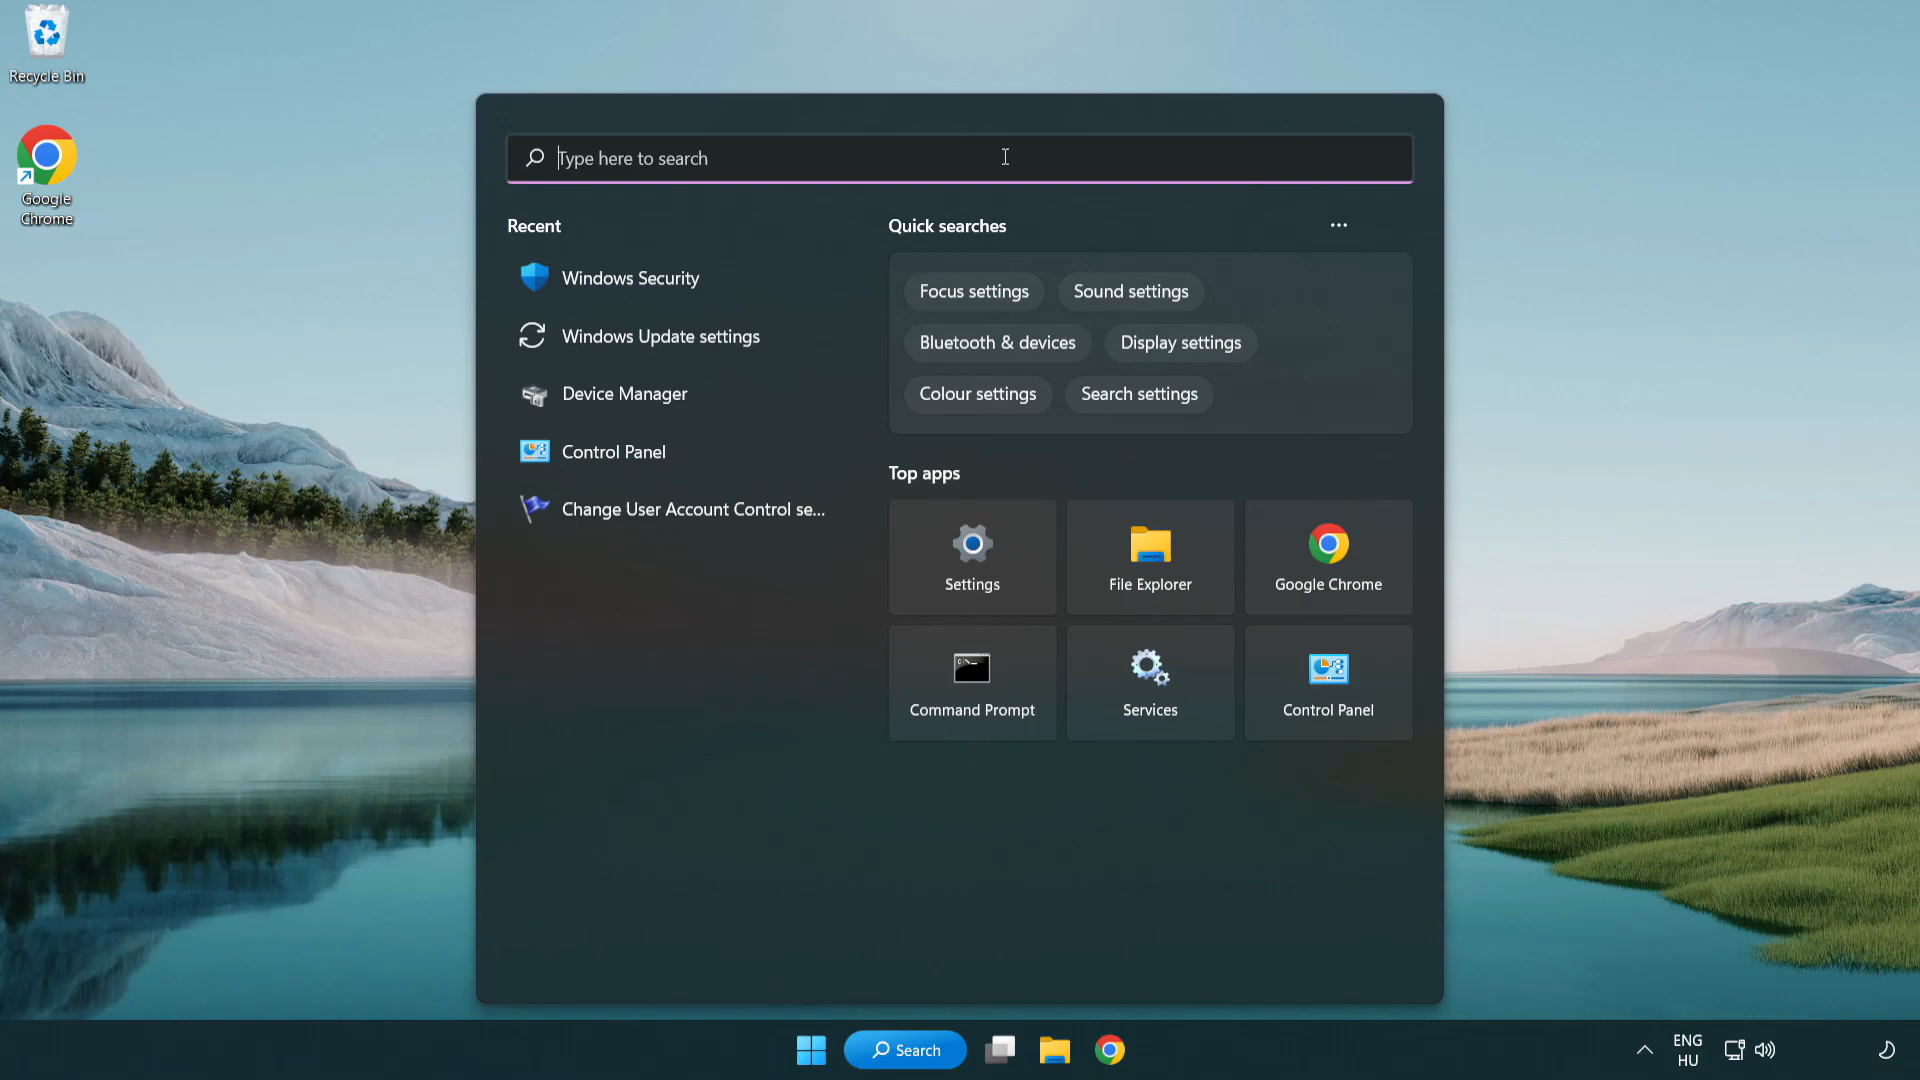 Recycle Bin
Google
Chrome
Type here to search
Recent
Windows Security
Windows Update settings
Device Manager
Control Panel
Change User Account Control se...
Quick searches
Focus settings
Sound settings
Bluetooth & devices
Display settings
Colour settings
Search settings
Top apps
Settings
File Explorer
Google Chrome
Command Prompt
Services
Control Panel
Search
ENG
HU